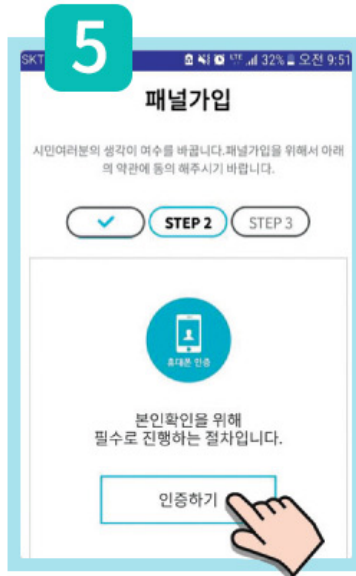 5
SKT 32% 오전 9:51
패널가입
시민여러분의 생각이 여수를 바꿉니다.패널가입을 위해서 아래
의 약관에 동의 해주시기 바랍니다.
STEP 2 STEP 3
휴대폰 인증
본인확인을 위해
필수로 진행하는 절차입니다.
인증하기